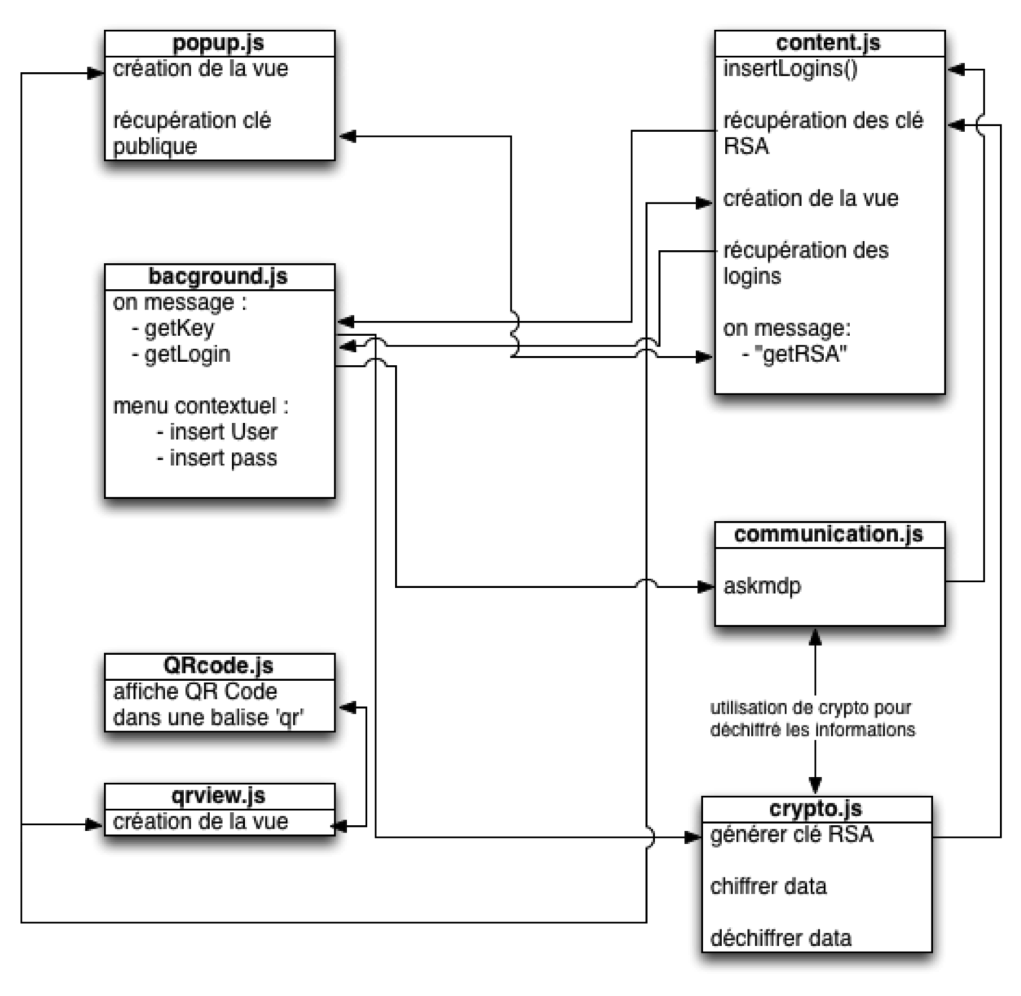 popup.js
création de la vue
récupération clé
publique
content.js
insertLogins()
récupération des clé
RSA
création de la vue
récupération des
logins
on message:
- "getRSA"
bacground.js
on message :
- getKey
- getLogin
menu contextuel :
- insert User
- insert pass
communication.js
askmdp
QRcode.js
affiche QR Code
dans une balise 'qr'
utilisation de crypto pour
déchiffré les informations
qrview.js
création de la vue
crypto.js
générer clé RSA
chiffrer data
déchiffrer data